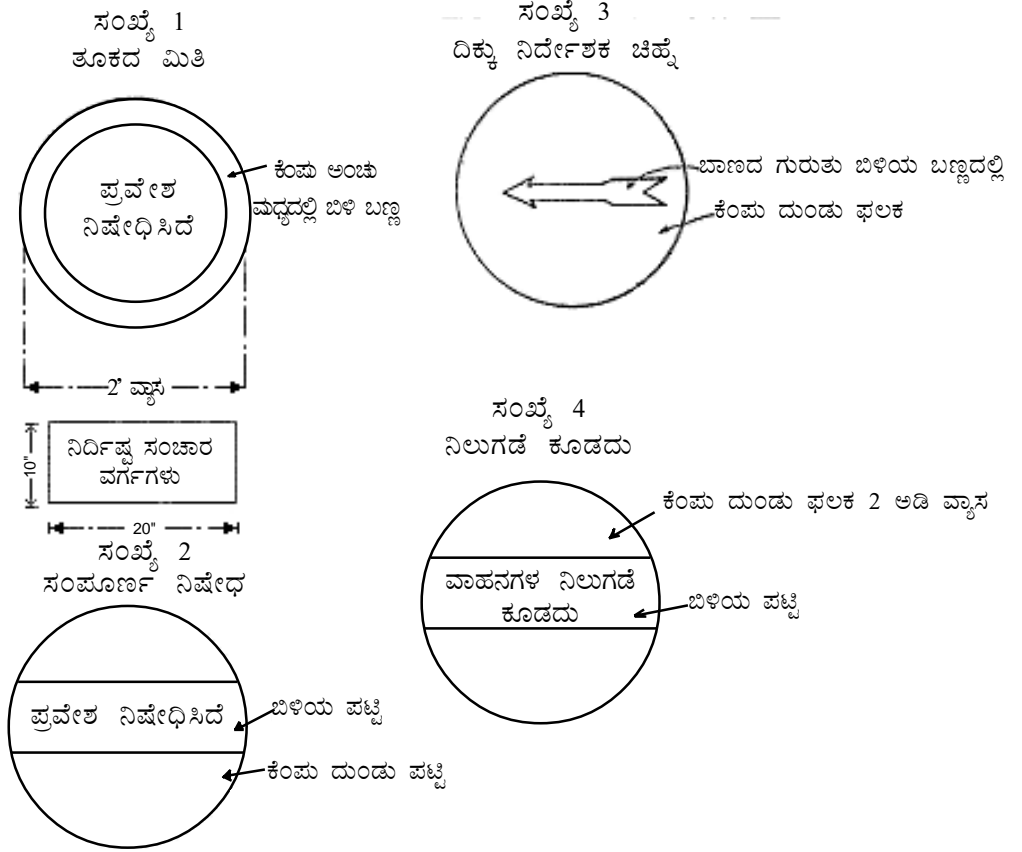 ಸಂಖ್ಯೆ 1
ತೂಕದ ಮಿತಿ
ಪ್ರವೇಶ
ನಿಷೇಧಿಸಿದೆ
ಕೆಂಪು ಅಂಚು
ಮಧ್ಯದಲ್ಲಿ ಬಿಳಿ ಬಣ್ಣ
2' ವ್ಯಾಸ
ನಿರ್ದಿಷ್ಟ ಸಂಚಾರ
ವರ್ಗಗಳು
10"
20"
ಸಂಖ್ಯೆ 2
ಸಂಪೂರ್ಣ ನಿಷೇಧ
ಪ್ರವೇಶ ನಿಷೇಧಿಸಿದೆ
ಬಿಳಿಯ ಪಟ್ಟಿ
ಕೆಂಪು ದುಂಡು ಪಟ್ಟಿ
ಸಂಖ್ಯೆ 3
ದಿಕ್ಕು ನಿರ್ದೇಶಕ ಚಿಹ್ನೆ
ಬಾಣದ ಗುರುತು ಬಿಳಿಯ ಬಣ್ಣದಲ್ಲಿ
ಕೆಂಪು ದುಂಡು ಫಲಕ
ಸಂಖ್ಯೆ 4
ನಿಲುಗಡೆ ಕೂಡದು
ಕೆಂಪು ದುಂಡು ಫಲಕ 2 ಅಡಿ ವ್ಯಾಸ
ವಾಹನಗಳ ನಿಲುಗಡೆ
ಕೂಡದು
ಬಿಳಿಯ ಪಟ್ಟಿ